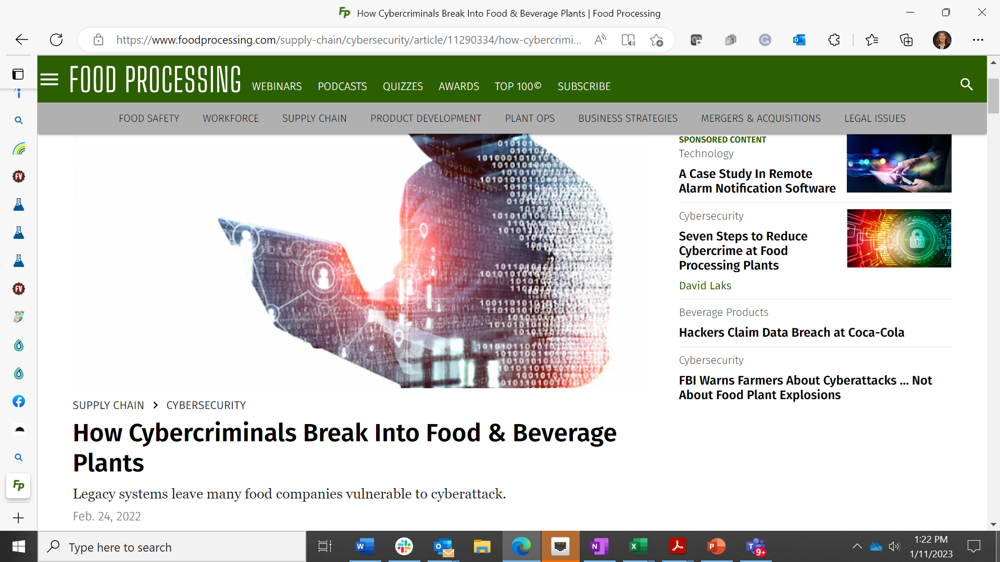 How Cybercriminals Break Into Food & Beverage Plants | Food Processing
https://www.foodprocessing.com/supply-chain/cybersecurity/article/11290334/how-cybercrimi...
FOOD PROCESSING
WEBINARS PODCASTS QUIZZES AWARDS TOP 100© SUBSCRIBE
FOOD SAFETY WORKFORCE SUPPLY CHAIN PRODUCT DEVELOPMENT PLANT OPS BUSINESS STRATEGIES MERGERS & ACQUISITIONS LEGAL ISSUES
SPONSORED CONTENT
Technology
A Case Study In Remote
Alarm Notification Software
Cybersecurity
Seven Steps to Reduce
Cybercrime at Food
Processing Plants
David Laks
Beverage Products
Hackers Claim Data Breach at Coca-Cola
Cybersecurity
FBI Warns Farmers About Cyberattacks ... Not
About Food Plant Explosions
SUPPLY CHAIN > CYBERSECURITY
How Cybercriminals Break Into Food & Beverage
Plants
Legacy systems leave many food companies vulnerable to cyberattack.
Feb. 24, 2022
Type here to search
9+
1:22 PM
1/11/2023